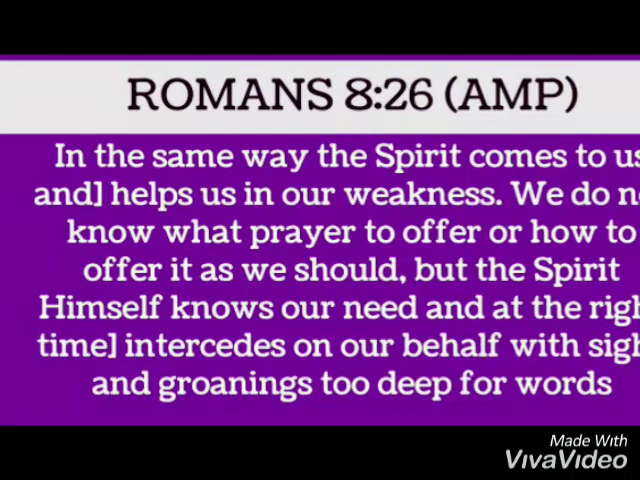 ROMANS 8:26 (AMP)
In the same way the Spirit comes to us
and] helps us in our weakness. We do
know what prayer to offer or how to
offer it as we should, but the Spirit
Himself knows our need and at the
time] intercedes on our behalf with
and groanings too deep for words
Made With
VivaVideo